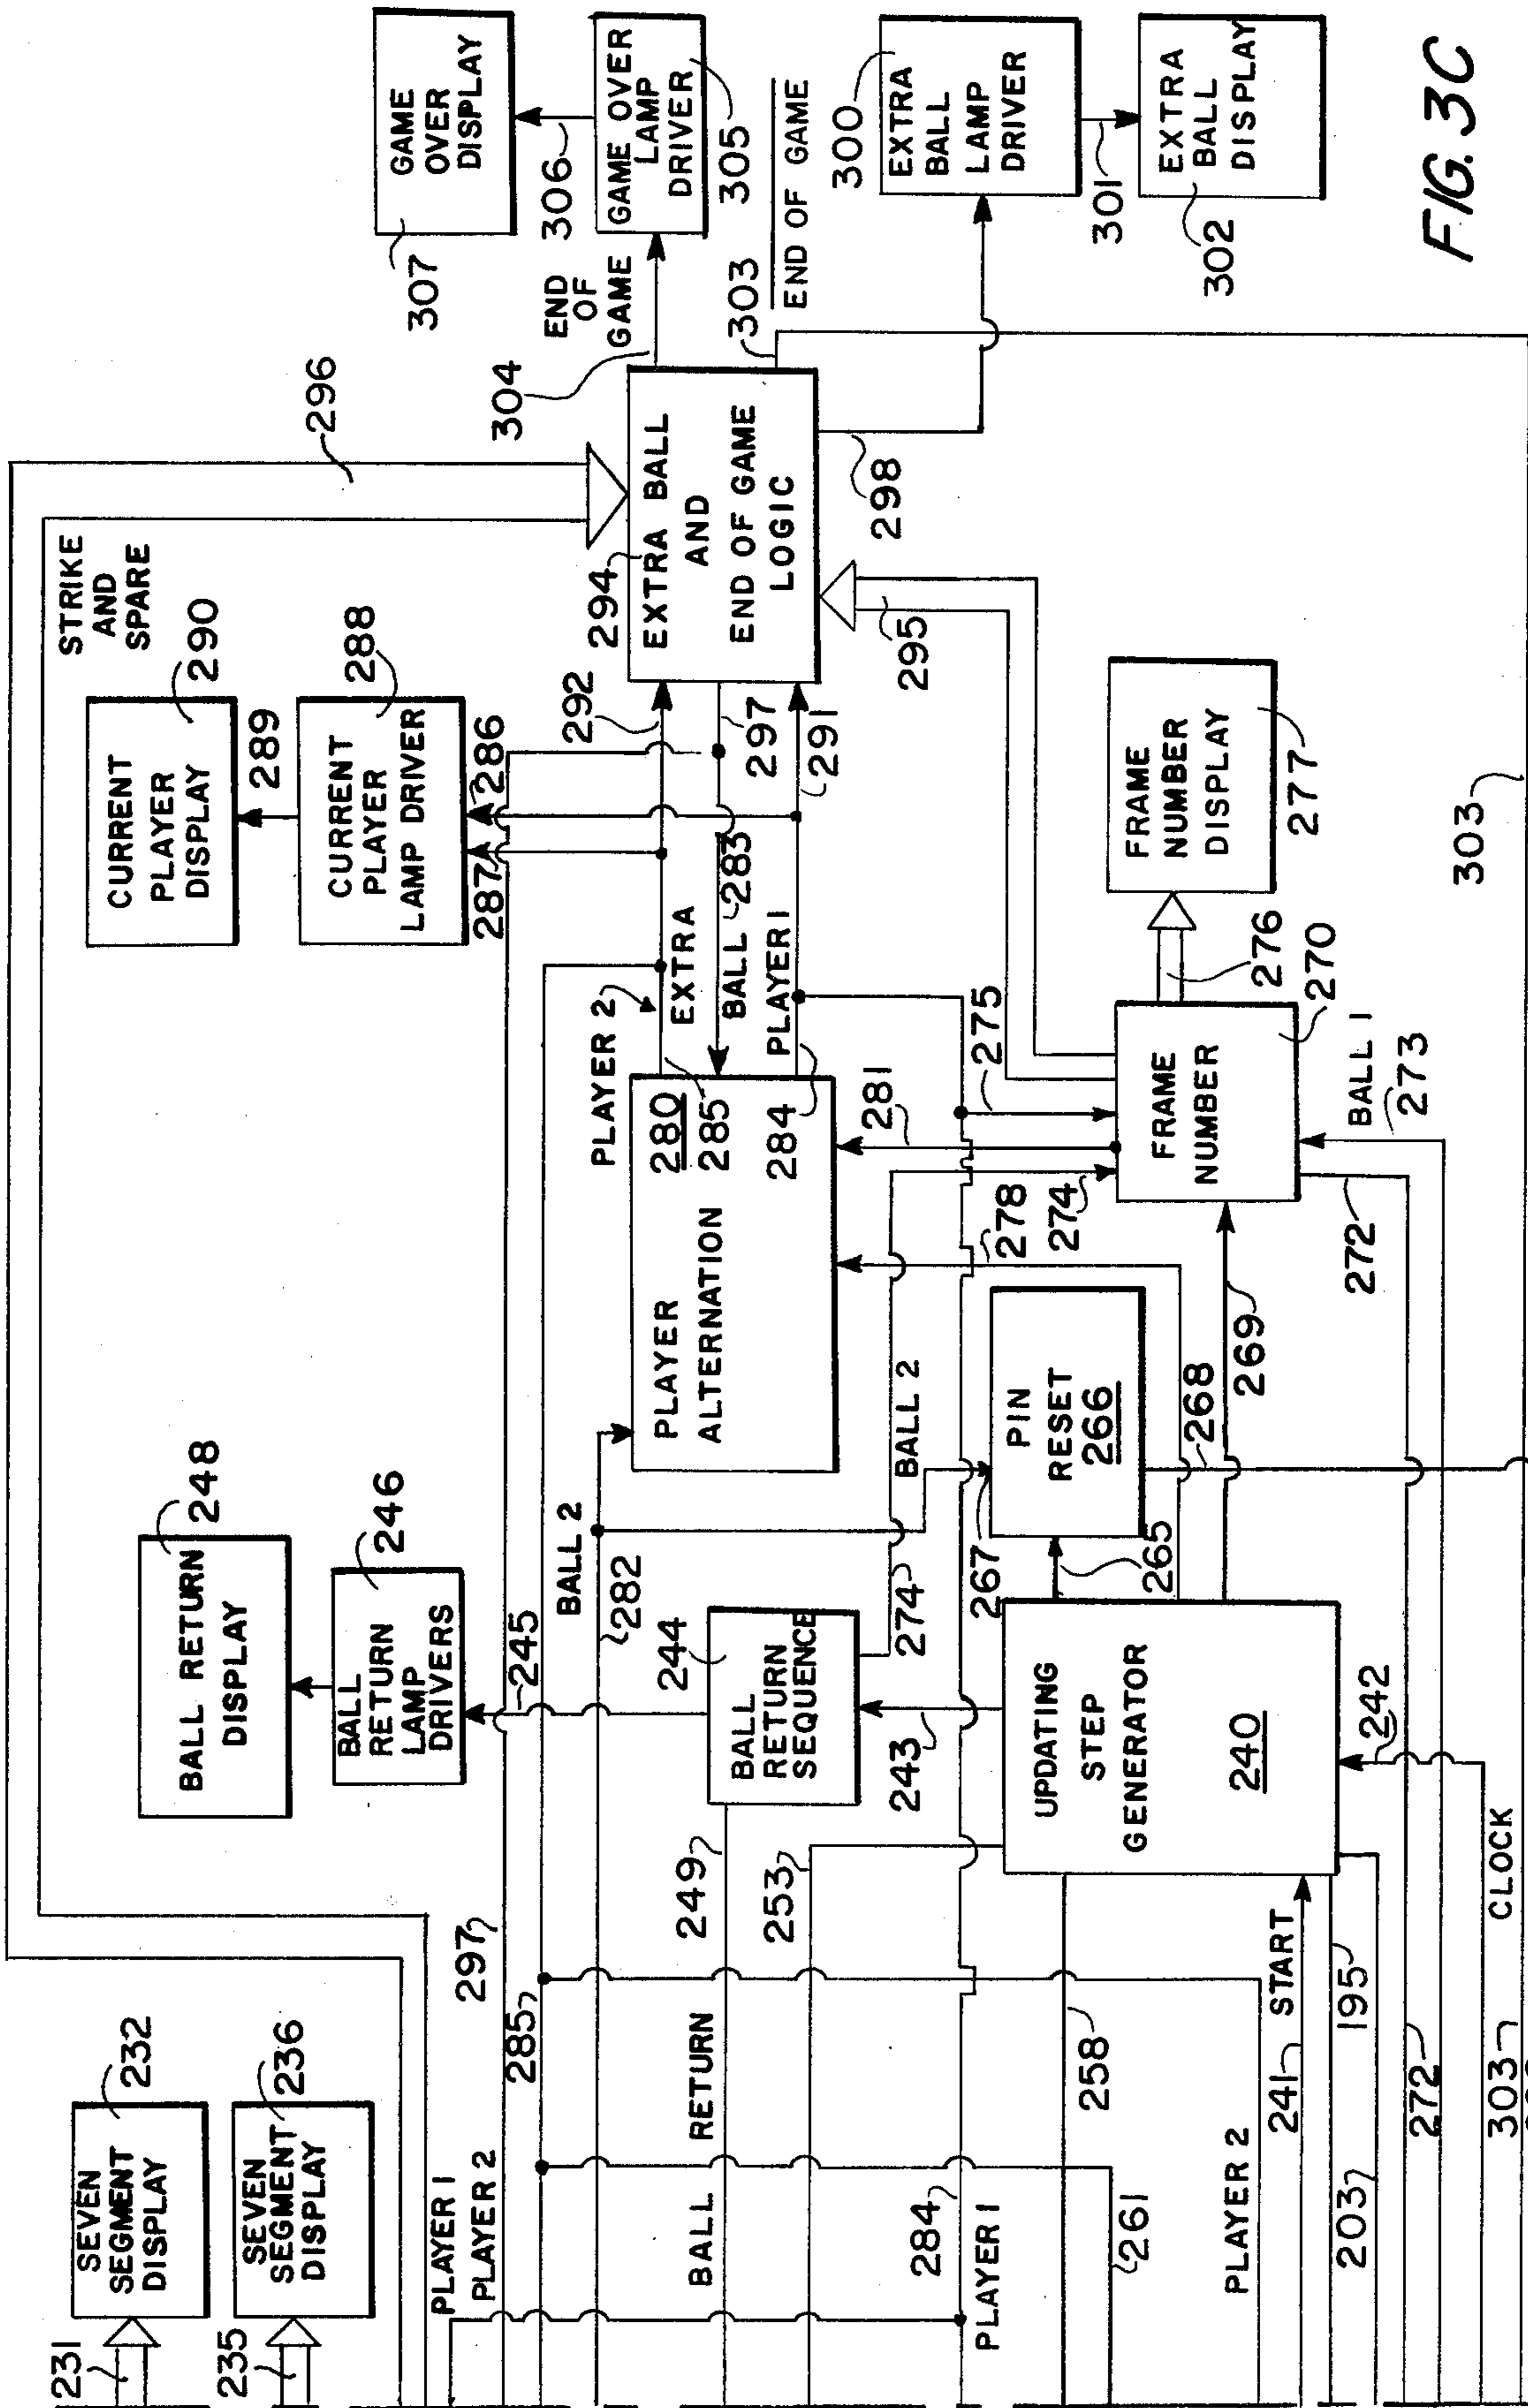 307
GAME
OVER
DISPLAY
306
END
OF
GAME
GAME OVER
LAMP
DRIVER
305
304
303
END OF GAME
300
EXTRA
BALL
LAMP
DRIVER
301
302
EXTRA
BALL
DISPLAY
FIG. 3C
296
STRIKE
AND
SPARE
290
CURRENT
PLAYER
DISPLAY
289
288
CURRENT
PLAYER
LAMP DRIVER
287
286
292
294
EXTRA BALL
AND
END OF GAME
LOGIC
297
291
298
295
PLAYER 2
EXTRA
BALL
283
PLAYER 1
280
285
284
PLAYER
ALTERNATION
281
275
278
274
FRAME
NUMBER
270
276
FRAME
NUMBER
DISPLAY
277
BALL 1
273
272
303
248
BALL RETURN
DISPLAY
246
BALL
RETURN
LAMP
DRIVERS
245
BALL 2
282
244
BALL
RETURN
SEQUENCE
BALL 2
274
267
PIN
RESET
266
265
268
269
243
UPDATING
STEP
GENERATOR
240
242
249
253
297
285
BALL RETURN
258
232
SEVEN
SEGMENT
DISPLAY
231
236
SEVEN
SEGMENT
DISPLAY
235
PLAYER 1
PLAYER 2
284
PLAYER 1
261
PLAYER 2
241
START
195
203
272
303
CLOCK